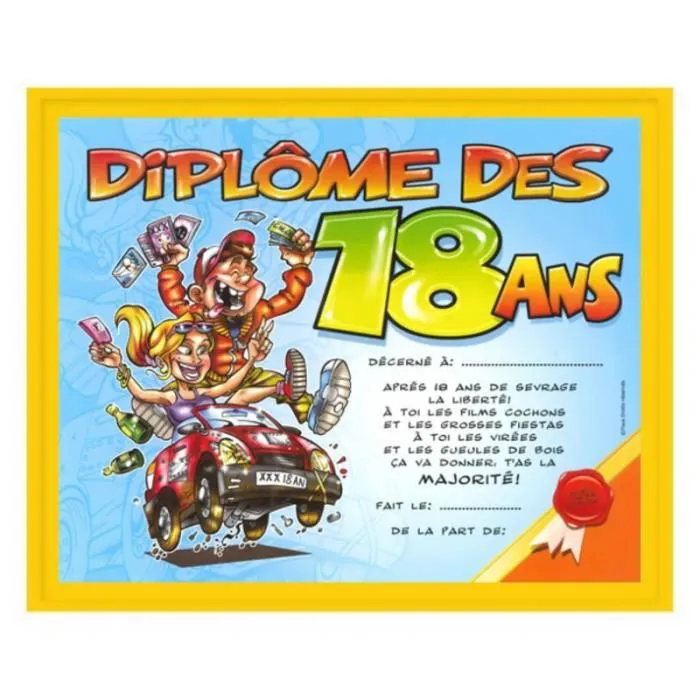 DIPLÔME DES
18 ANS
DÉCERNÉ À: ..............................
APRÈS 18 ANS DE SEVRAGE
LA LIBERTÉ!
À TOI LES FILMS COCHONS
ET LES GROSSES FIESTAS
À TOI LES VIRÉES
ET LES GUEULES DE BOIS
ÇA VA DONNER, T'AS LA
MAJORITÉ!
FAIT LE: ..................
DE LA PART DE:
XXX 18 AN